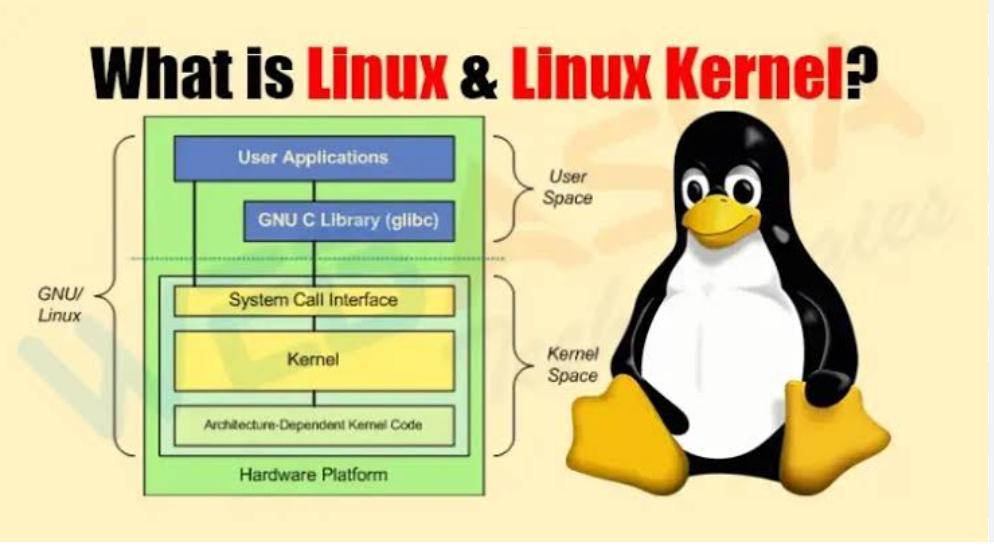 What is Linux & Linux Kernel?
User Applications
GNU C Library (glibc)
User
Space
GNU/
Linux
System Call Interface
Kernel
Kernel
Space
Architecture-Dependent Kernel Code
Hardware Platform